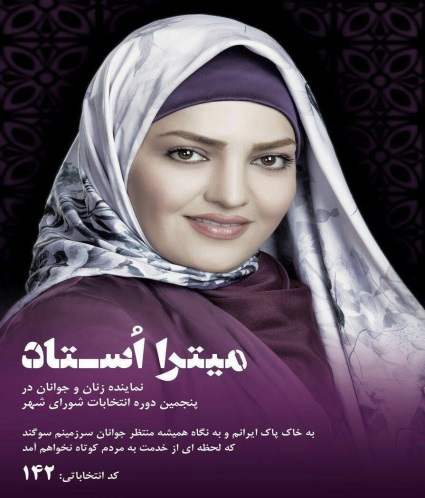 میترا اُستاد
نماینده زنان و جوانان در
پنجمین دوره انتخابات شورای شهر
به خاک پاک ایرانم و به نگاه همیشه منتظر جوانان سرزمینم سوگند
که لحظه ای از خدمت به مردم کوتاه نخواهم آمد
کد انتخاباتی: ۱۴۲